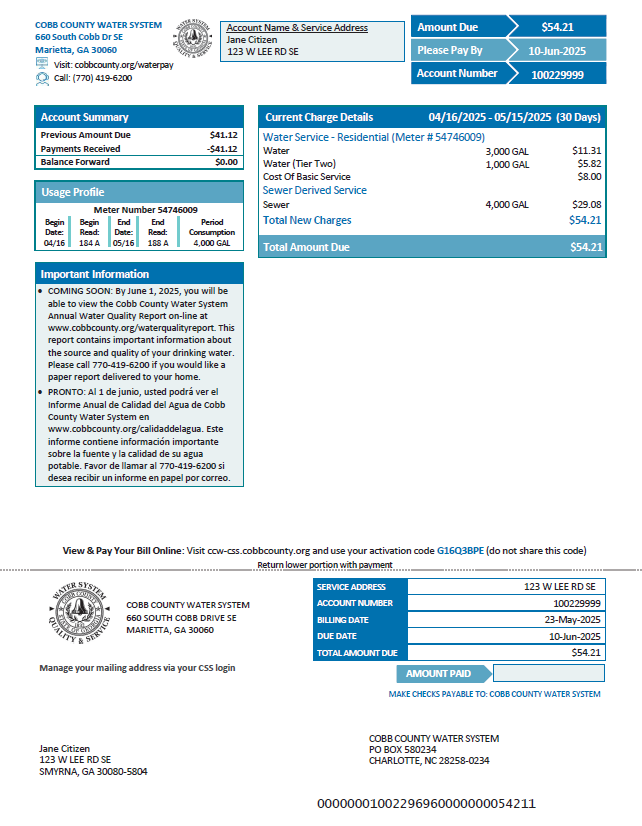 COBB COUNTY WATER SYSTEM
660 South Cobb Dr SE
Marietta, GA 30060
Visit: cobbcounty.org/waterpay
Call: (770) 419-6200
WATER SYSTEM
QUALITY & SERVICE
Account Name & Service Address
Jane Citizen
123 W LEE RD SE
Amount Due $54.21
Please Pay By 10-Jun-2025
Account Number 100229999
Account Summary
Previous Amount Due $41.12
Payments Received -$41.12
Balance Forward $0.00
Usage Profile
Meter Number 54746009
Begin Begin End End Period
Date: Read: Date: Read: Consumption
04/16 184 A 05/16 188 A 4,000 GAL
Current Charge Details 04/16/2025 - 05/15/2025 (30 Days)
Water Service - Residential (Meter # 54746009)
Water 3,000 GAL $11.31
Water (Tier Two) 1,000 GAL $5.82
Cost Of Basic Service $8.00
Sewer Derived Service
Sewer 4,000 GAL $29.08
Total New Charges $54.21
Total Amount Due $54.21
Important Information
• COMING SOON: By June 1, 2025, you will be
able to view the Cobb County Water System
Annual Water Quality Report on-line at
www.cobbcounty.org/waterqualityreport. This
report contains important information about
the source and quality of your drinking water.
Please call 770-419-6200 if you would like a
paper report delivered to your home.
• PRONTO: Al 1 de junio, usted podrá ver el
Informe Anual de Calidad del Agua de Cobb
County Water System en
www.cobbcounty.org/calidaddelagua. Este
informe contiene información importante
sobre la fuente y la calidad de su agua
potable. Favor de llamar al 770-419-6200 si
desea recibir un informe en papel por correo.
View & Pay Your Bill Online: Visit ccw-css.cobbcounty.org and use your activation code G16Q3BPE (do not share this code)
Return lower portion with payment
WATER SYSTEM
QUALITY & SERVICE
COBB COUNTY WATER SYSTEM
660 SOUTH COBB DRIVE SE
MARIETTA, GA 30060
SERVICE ADDRESS 123 W LEE RD SE
ACCOUNT NUMBER 100229999
BILLING DATE 23-May-2025
DUE DATE 10-Jun-2025
TOTAL AMOUNT DUE $54.21
AMOUNT PAID
Manage your mailing address via your CSS login
MAKE CHECKS PAYABLE TO: COBB COUNTY WATER SYSTEM
Jane Citizen
123 W LEE RD SE
SMYRNA, GA 30080-5804
COBB COUNTY WATER SYSTEM
PO BOX 580234
CHARLOTTE, NC 28258-0234
00000001002296960000000054211